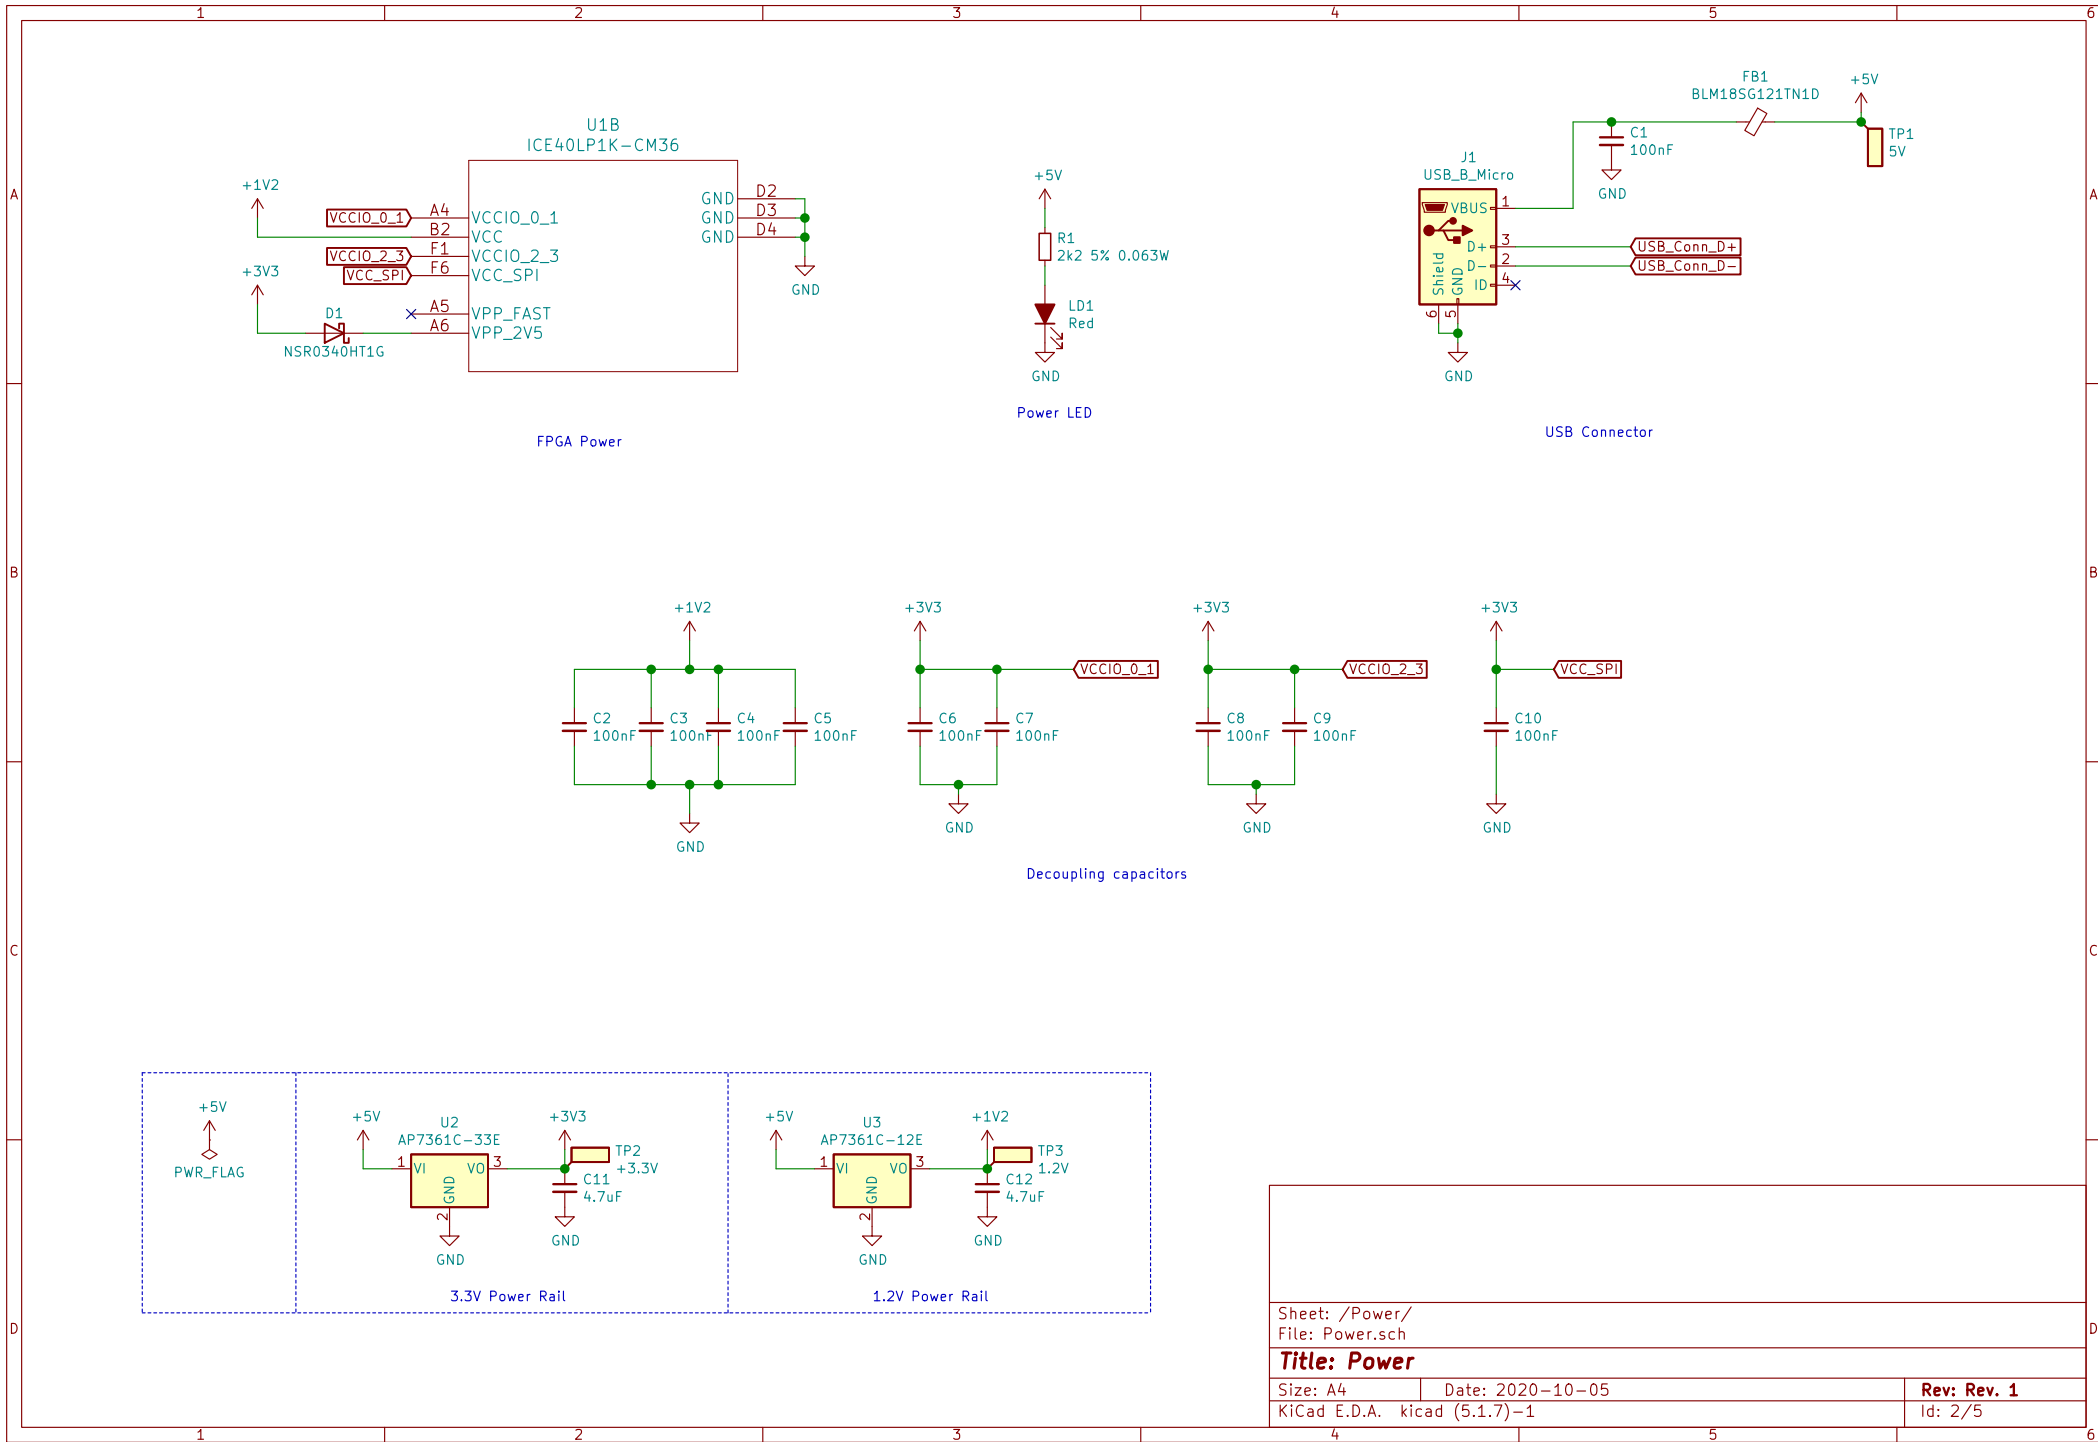 1 2 3 4 5 6
A
B
C
D
A
B
C
D
U1B
ICE40LP1K-CM36
+1V2
VCCIO_0_1
A4
VCCIO_0_1
B2
VCC
VCCIO_2_3
F1
VCCIO_2_3
+3V3
VCC_SPI
F6
VCC_SPI
A5
VPP_FAST
A6
VPP_2V5
D1
NSR0340HT1G
GND
D2
GND
D3
GND
D4
GND
FPGA Power
+5V
R1
2k2 5% 0.063W
LD1
Red
GND
Power LED
FB1
BLM18SG121TN1D
+5V
TP1
5V
C1
100nF
GND
J1
USB_B_Micro
VBUS
1
D+
3
USB_Conn_D+
D-
2
USB_Conn_D-
ID
4
Shield
GND
6
5
GND
USB Connector
+1V2
C2
100nF
C3
100nF
C4
100nF
C5
100nF
GND
+3V3
VCCIO_0_1
C6
100nF
C7
100nF
GND
+3V3
VCCIO_2_3
C8
100nF
C9
100nF
GND
+3V3
VCC_SPI
C10
100nF
GND
Decoupling capacitors
+5V
PWR_FLAG
+5V
U2
AP7361C-33E
1
VI
VO
3
GND
2
GND
+3V3
TP2
+3.3V
C11
4.7uF
GND
3.3V Power Rail
+5V
U3
AP7361C-12E
1
VI
VO
3
GND
2
GND
+1V2
TP3
1.2V
C12
4.7uF
GND
1.2V Power Rail
Sheet: /Power/
File: Power.sch
Title: Power
Size: A4 Date: 2020-10-05 Rev: Rev. 1
KiCad E.D.A. kicad (5.1.7)-1 Id: 2/5
1 2 3 4 5 6